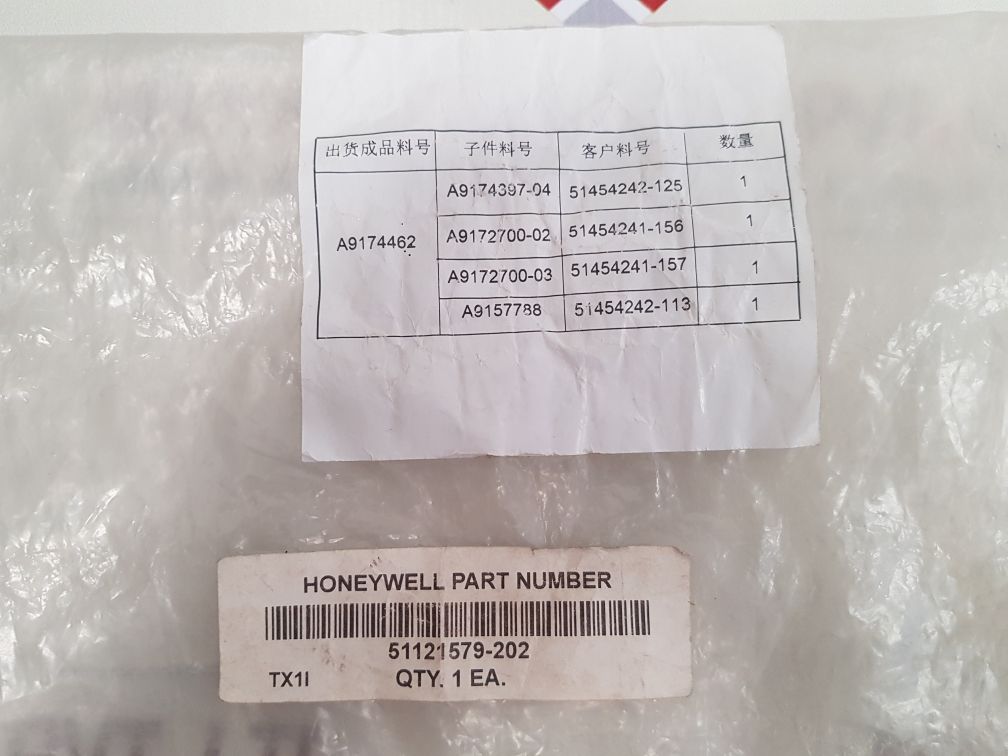 出货成品料号 子件料号 客户料号 数量
A9174397-04 51454242-125 1
A9174462 A9172700-02 51454241-156 1
A9172700-03 51454241-157 1
A9157788 51454242-113 1
HONEYWELL PART NUMBER
51121579-202
TX1I QTY. 1 EA.